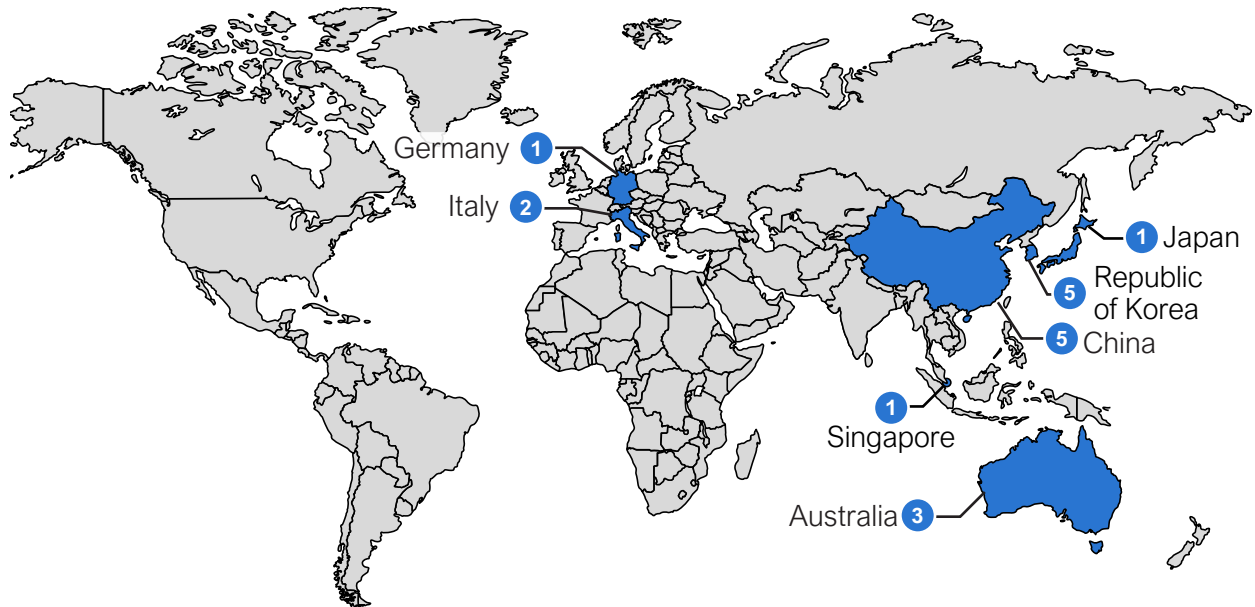 Germany 1
Italy 2
1 Japan
5 Republic
of Korea
5 China
1
Singapore
Australia 3